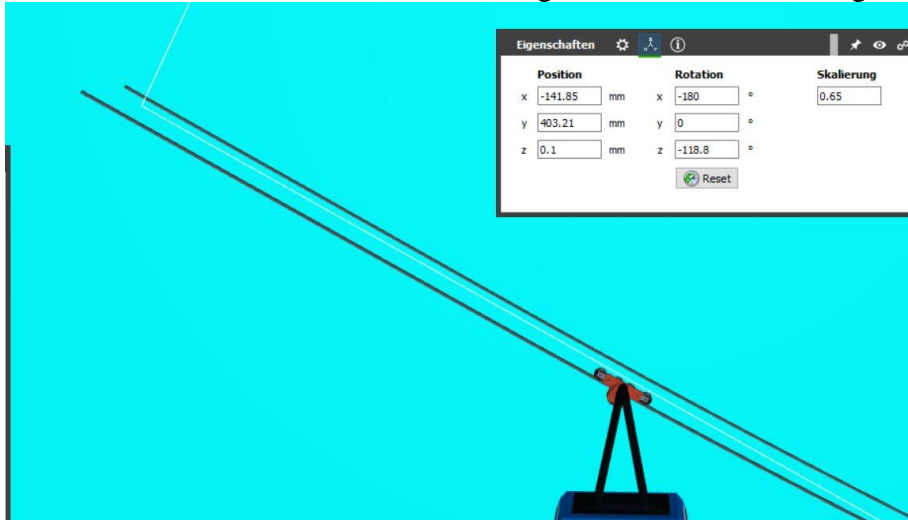 Eigenschaften
Position Rotation Skalierung
x -141.85 mm x -180 ° 0.65
y 403.21 mm y 0 °
z 0.1 mm z -118.8 °
Reset